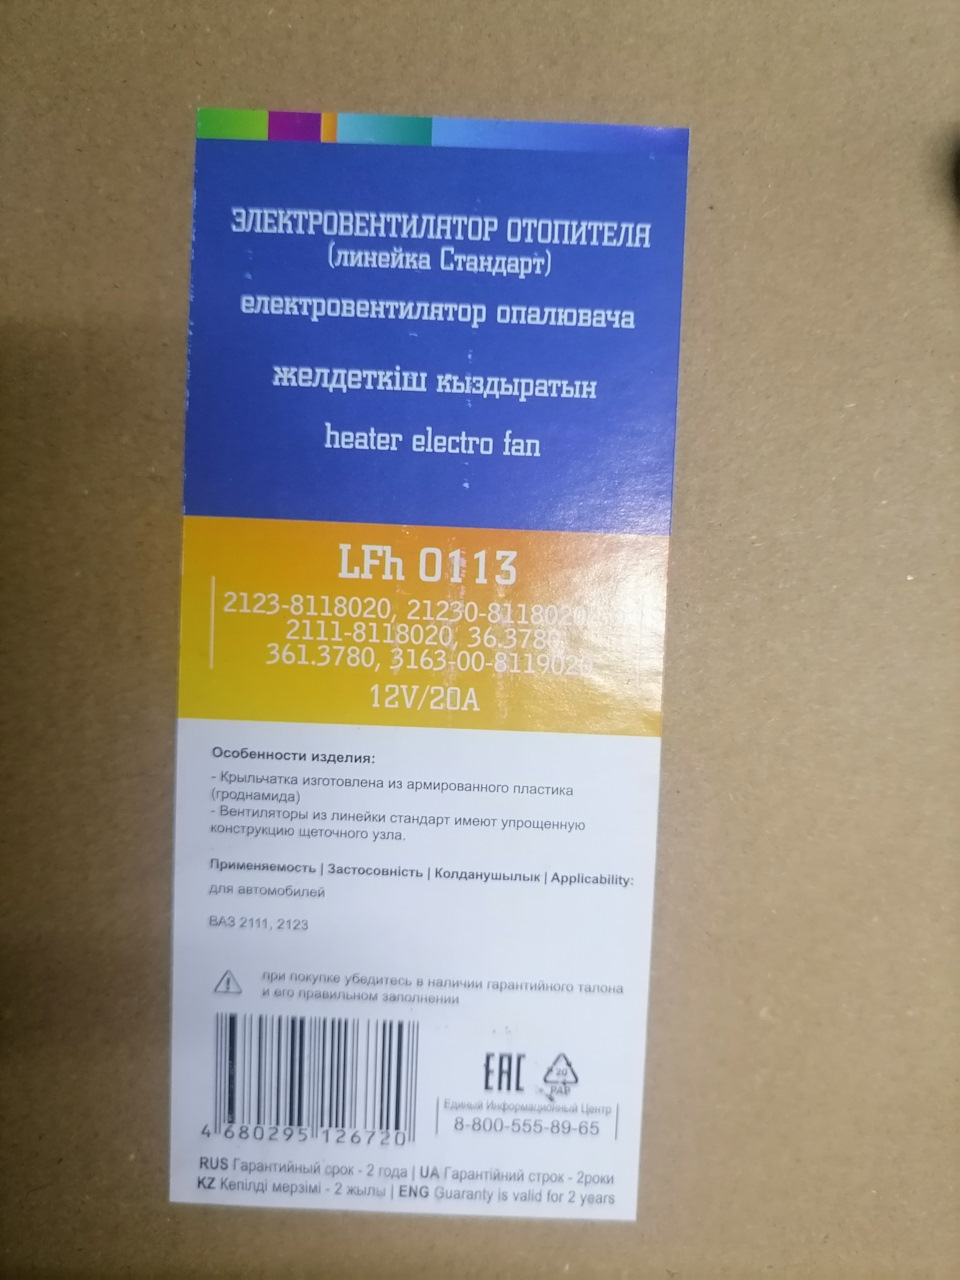 ЭЛЕКТРОВЕНТИЛЯТОР ОТОПИТЕЛЯ
(линейка Стандарт)
електровентилятор опалювача
желдеткіш кыздыратын
heater electro fan
LFh 0113
2123-8118020, 21230-8118020
2111-8118020, 36.3780,
361.3780, 3163-00-8119020
12V/20A
Особенности изделия:
- Крыльчатка изготовлена из армированного пластика
(гроднамида)
- Вентиляторы из линейки стандарт имеют упрощенную
конструкцию щеточного узла.
Применяемость | Застосовність | Колданушылык | Applicability:
для автомобилей
ВАЗ 2111, 2123
при покупке убедитесь в наличии гарантийного талона
и его правильном заполнении
EAC
20
PAP
Единый Информационный Центр
8-800-555-89-65
4 680295 126720
RUS Гарантийный срок - 2 года | UA Гарантійний строк - 2роки
KZ Кепілді мерзімі - 2 жылы | ENG Guaranty is valid for 2 years